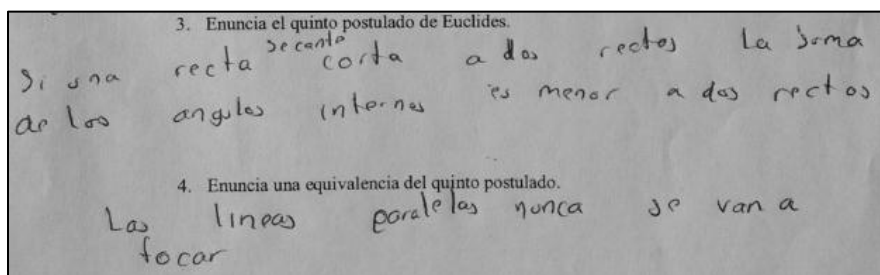 3. Enuncia el quinto postulado de Euclides.
Si una recta secante corta a dos rectas La suma
de los angulos internos es menor a dos rectos
4. Enuncia una equivalencia del quinto postulado.
Las lineas paralelas nunca se van a
tocar